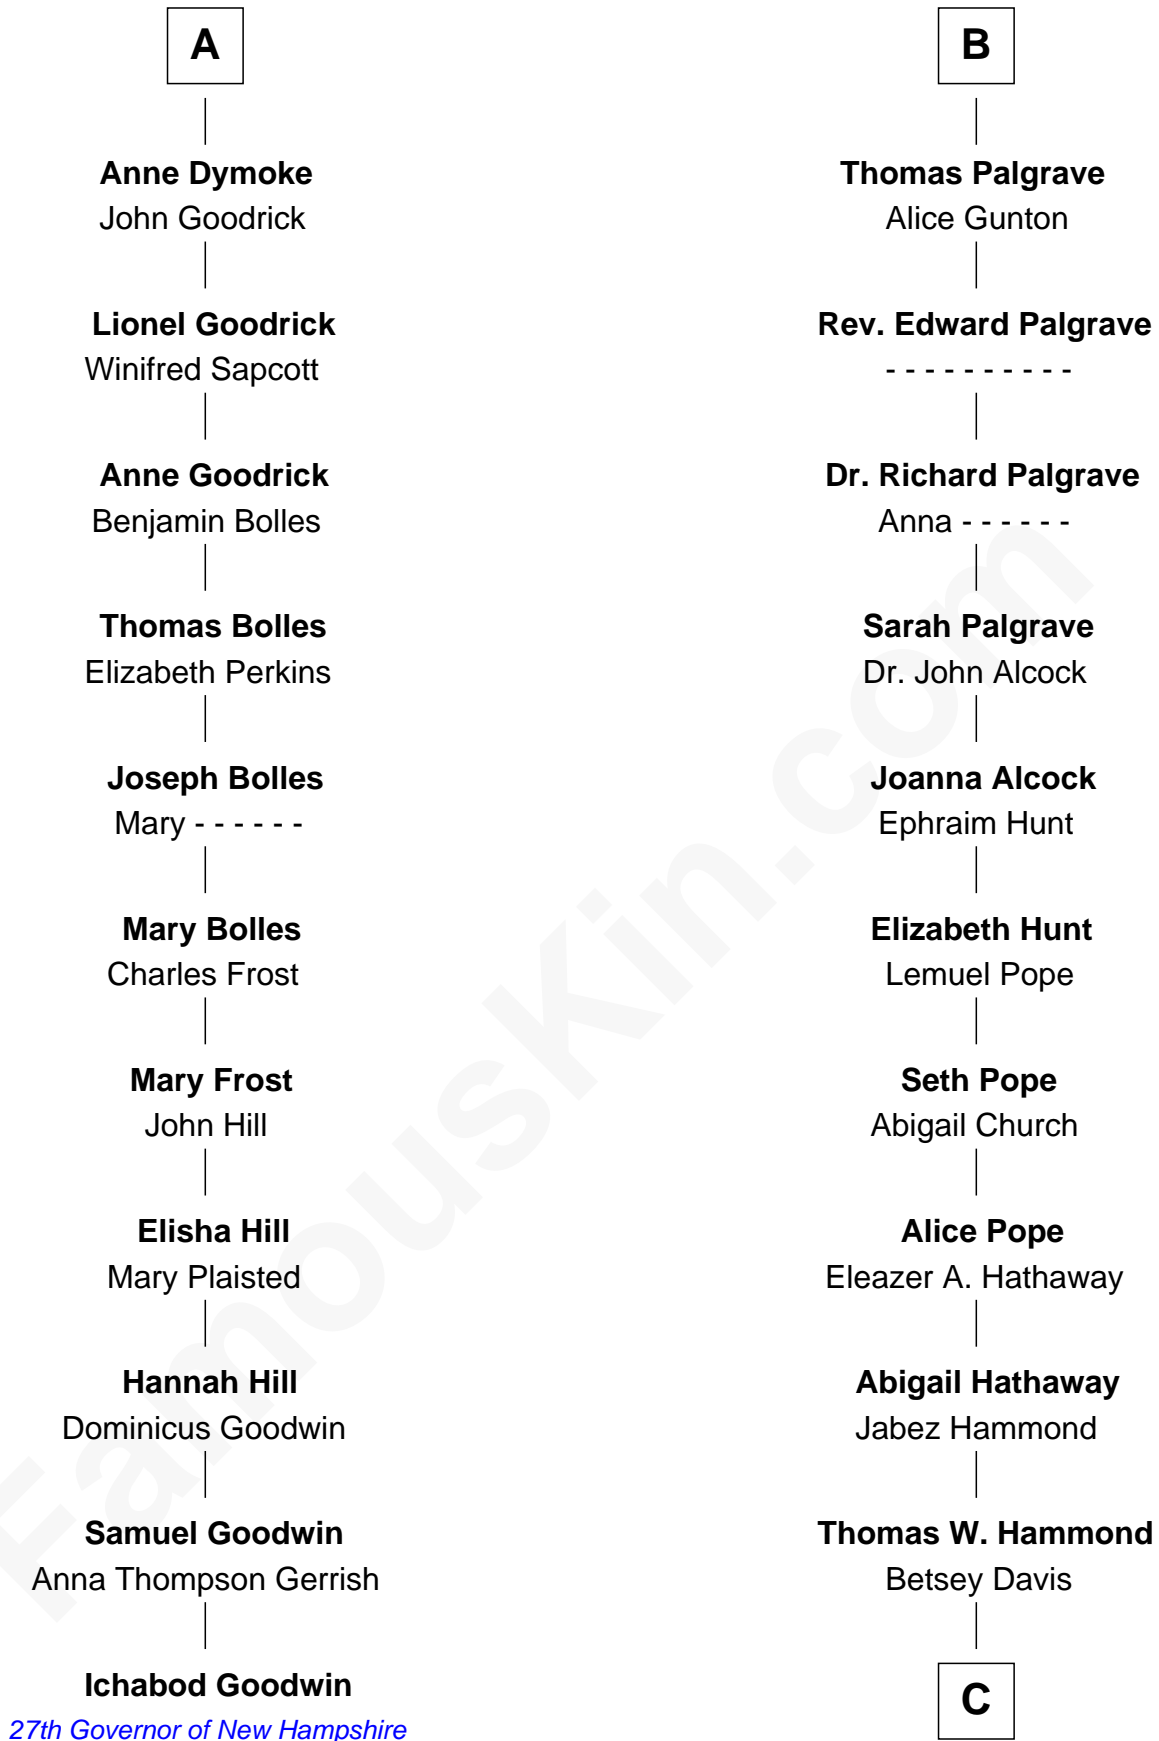 A
Anne Dymoke
John Goodrick
Lionel Goodrick
Winifred Sapcott
Anne Goodrick
Benjamin Bolles
Thomas Bolles
Elizabeth Perkins
Joseph Bolles
Mary - - - - - -
Mary Bolles
Charles Frost
Mary Frost
John Hill
Elisha Hill
Mary Plaisted
Hannah Hill
Dominicus Goodwin
Samuel Goodwin
Anna Thompson Gerrish
Ichabod Goodwin
27th Governor of New Hampshire
B
Thomas Palgrave
Alice Gunton
Rev. Edward Palgrave
- - - - - - - - - -
Dr. Richard Palgrave
Anna - - - - - -
Sarah Palgrave
Dr. John Alcock
Joanna Alcock
Ephraim Hunt
Elizabeth Hunt
Lemuel Pope
Seth Pope
Abigail Church
Alice Pope
Eleazer A. Hathaway
Abigail Hathaway
Jabez Hammond
Thomas W. Hammond
Betsey Davis
C
FamousKin.com